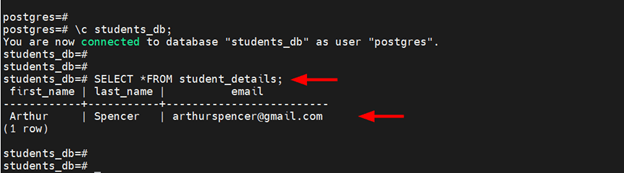 postgres=#
postgres=# \c students_db;
You are now connected to database "students_db" as user "postgres".
students_db=#
students_db=#
students_db=# SELECT *FROM student_details;
 first_name | last_name |          email
------------+-----------+-------------------------
 Arthur     | Spencer   | arthurspencer@gmail.com
(1 row)
students_db=#
students_db=# _